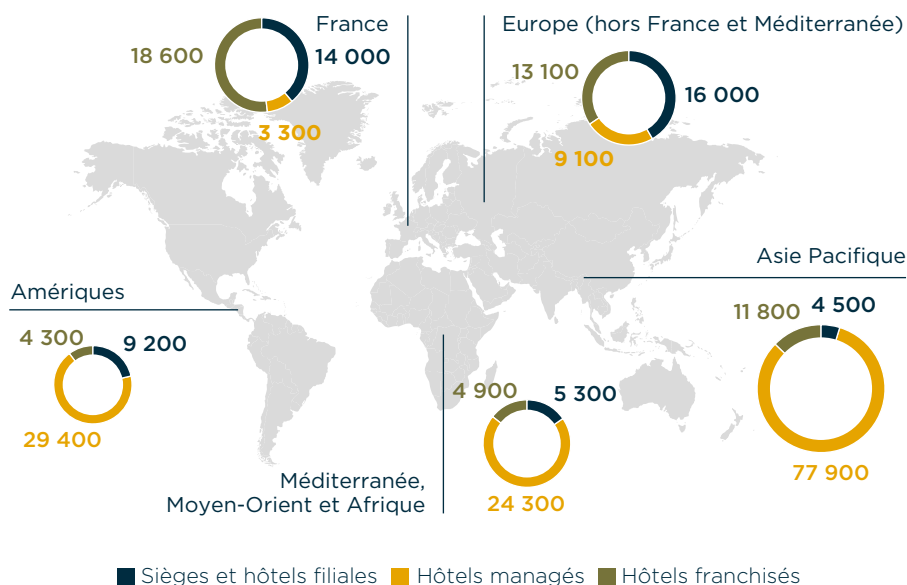 France
18 600
14 000
3 300
Europe (hors France et Méditerranée)
13 100
16 000
9 100
Asie Pacifique
11 800
4 500
77 900
Amériques
4 300
9 200
29 400
4 900
5 300
24 300
Méditerranée,
Moyen-Orient et Afrique
Sièges et hôtels filiales
Hôtels managés
Hôtels franchisés